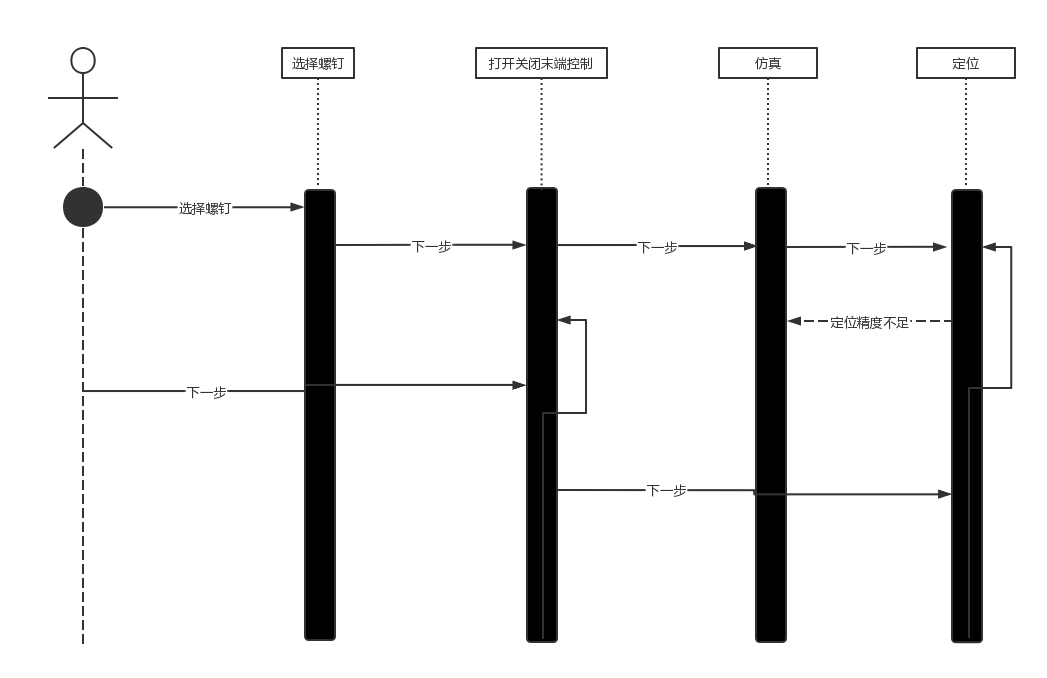 选择螺钉
打开关闭末端控制
仿真
定位
选择螺钉
下一步
下一步
下一步
定位精度不足
下一步
下一步